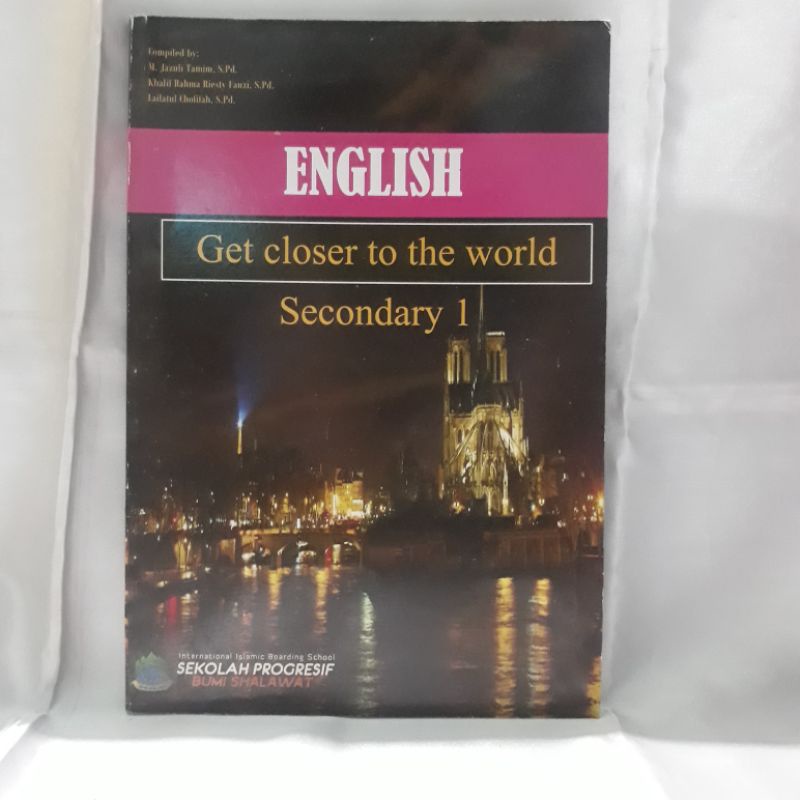 Compiled by:
M. Jazuli Tamim, S.Pd.
Khalif Rahma Riesty Fauzi, S.Pd.
Lailatul Cholifah, S.Pd.
ENGLISH
Get closer to the world
Secondary 1
International Islamic Boarding School
SEKOLAH PROGRESIF
BUMI SHALAWAT